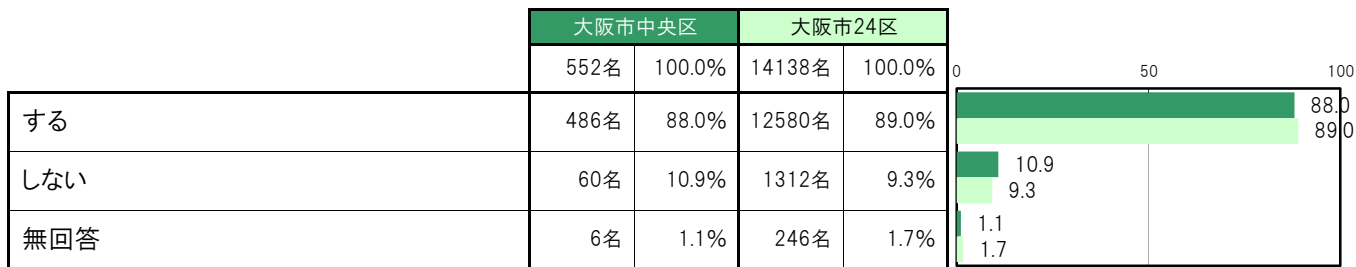 大阪市中央区 大阪市24区
552名 100.0% 14138名 100.0% 0 50 100
する 486名 88.0% 12580名 89.0% 88.0
89.0
しない 60名 10.9% 1312名 9.3% 10.9
9.3
無回答 6名 1.1% 246名 1.7% 1.1
1.7